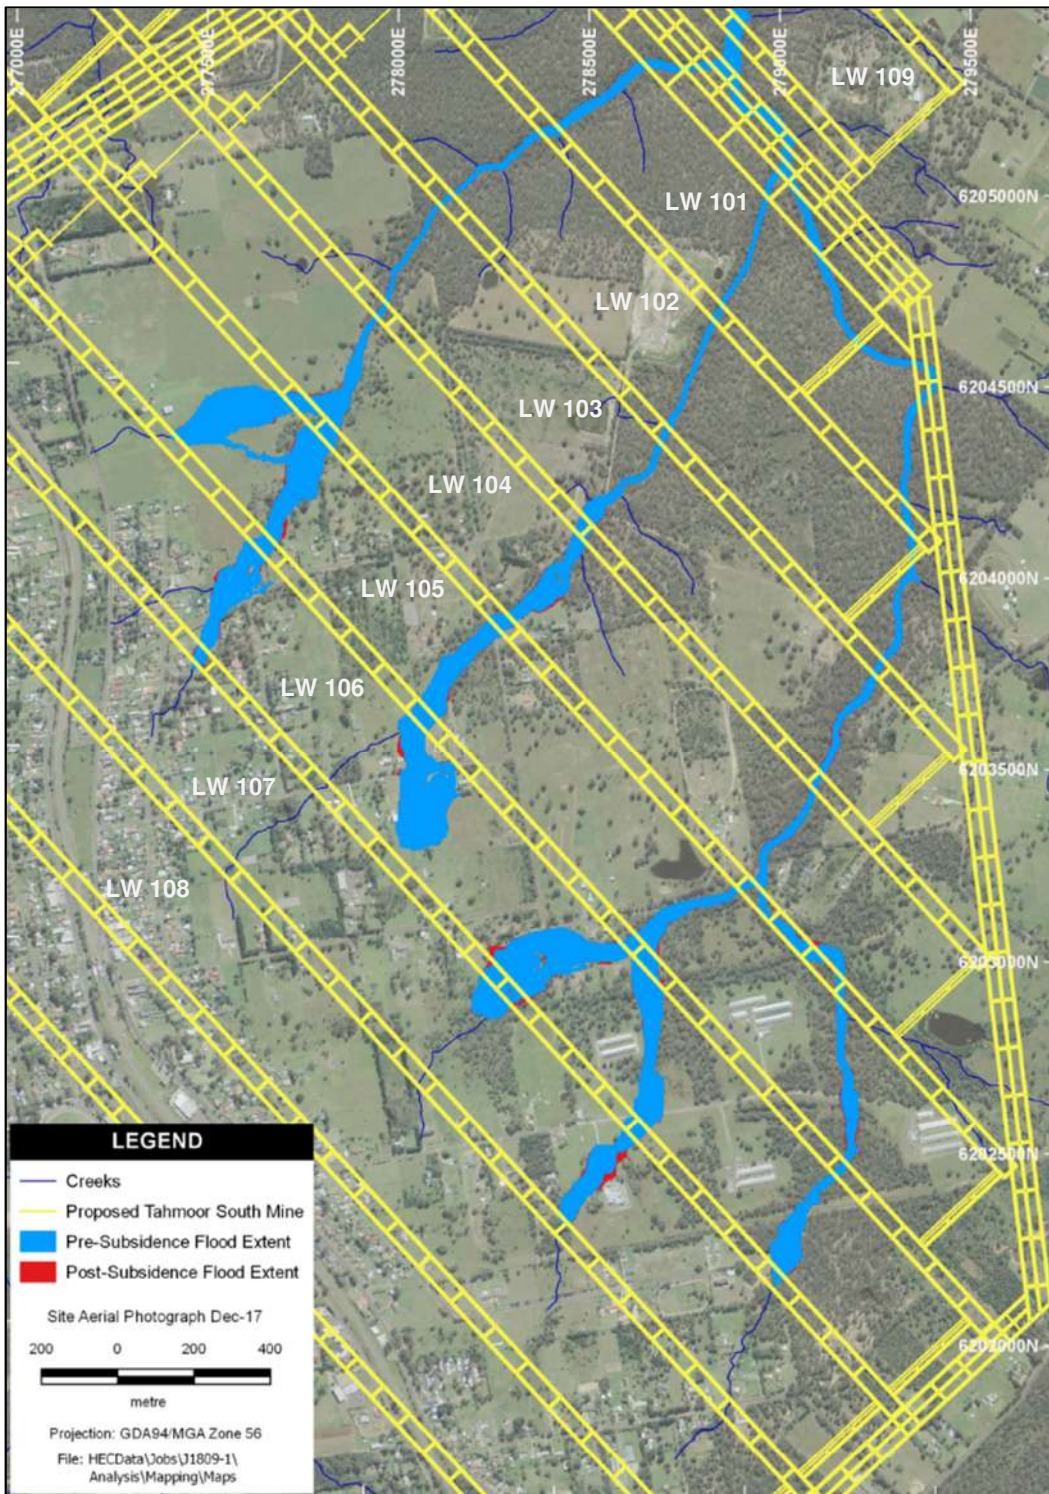 277000E
277500E
278000E
278500E
279000E
279500E
LW 109
6205000N
LW 101
LW 102
6204500N
LW 103
LW 104
6204000N
LW 105
LW 106
6203500N
LW 107
LW 108
6203000N
6202500N
6202000N
LEGEND
Creeks
Proposed Tahmoor South Mine
Pre-Subsidence Flood Extent
Post-Subsidence Flood Extent
Site Aerial Photograph Dec-17
200 0 200 400
metre
Projection: GDA94/MGA Zone 56
File: HECData\Jobs\J1809-1\
Analysis\Mapping\Maps